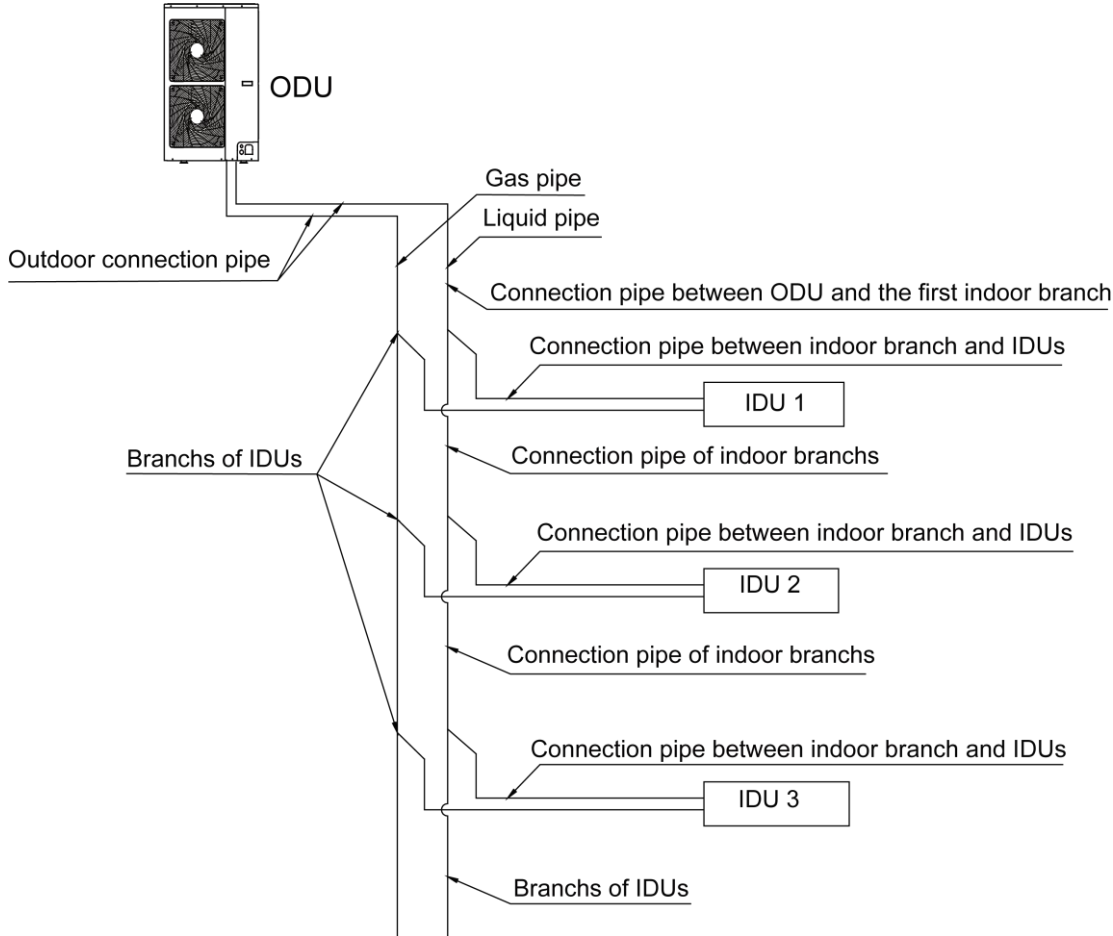 ODU
Gas pipe
Liquid pipe
Outdoor connection pipe
Connection pipe between ODU and the first indoor branch
Connection pipe between indoor branch and IDUs
IDU 1
Branchs of IDUs
Connection pipe of indoor branchs
Connection pipe between indoor branch and IDUs
IDU 2
Connection pipe of indoor branchs
Connection pipe between indoor branch and IDUs
IDU 3
Branchs of IDUs